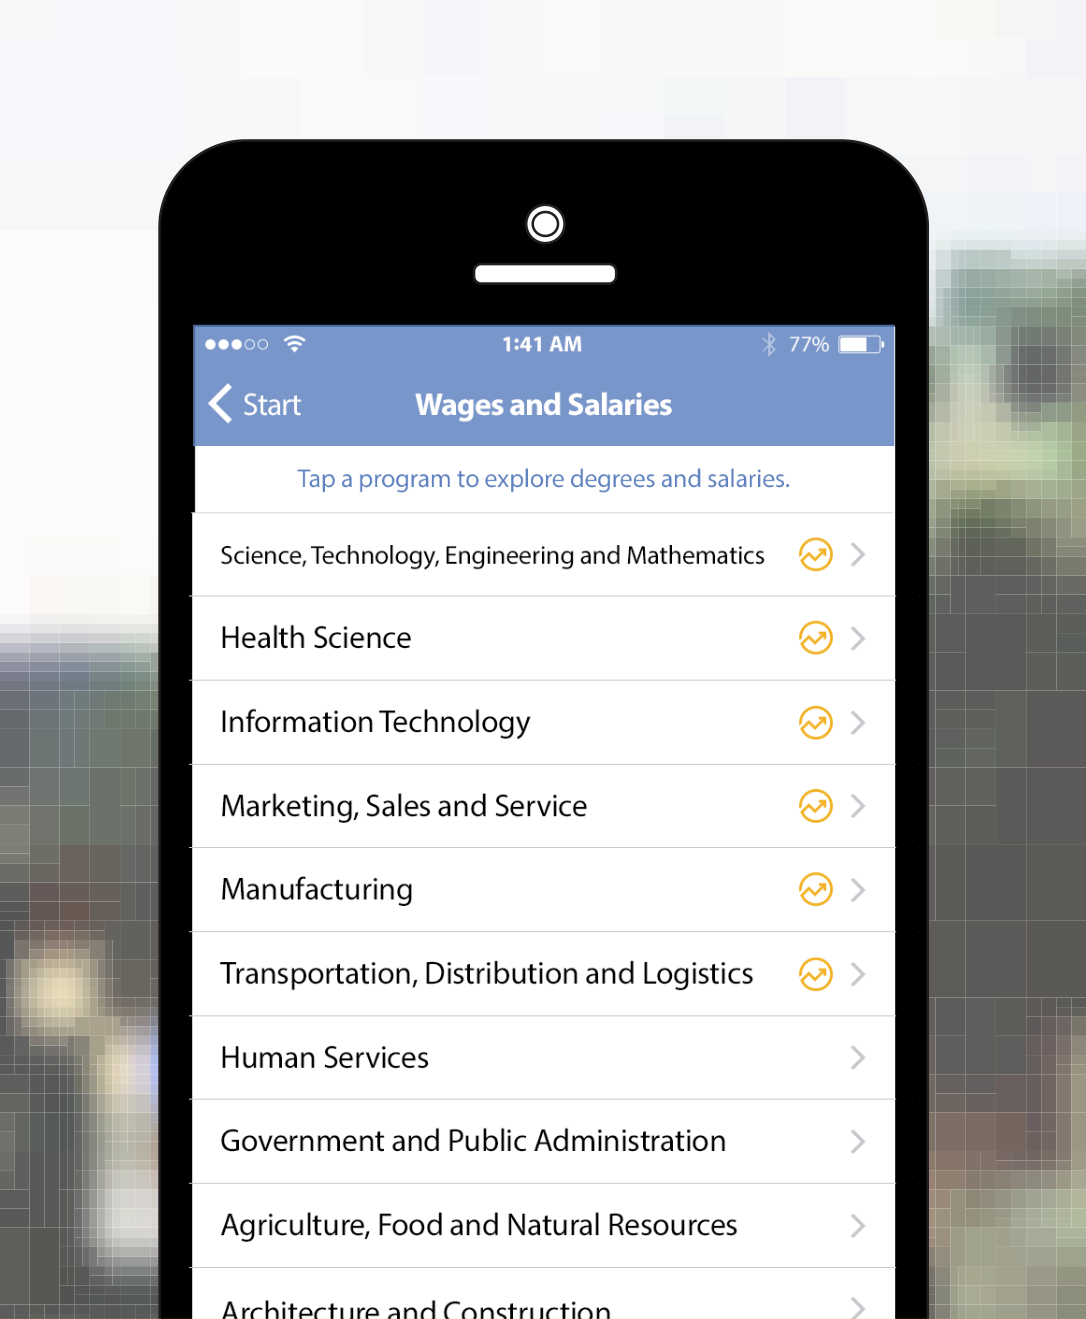 1:41 AM
77%
Start
Wages and Salaries
Tap a program to explore degrees and salaries.
Science, Technology, Engineering and Mathematics
Health Science
Information Technology
Marketing, Sales and Service
Manufacturing
Transportation, Distribution and Logistics
Human Services
Government and Public Administration
Agriculture, Food and Natural Resources
Architecture and Construction